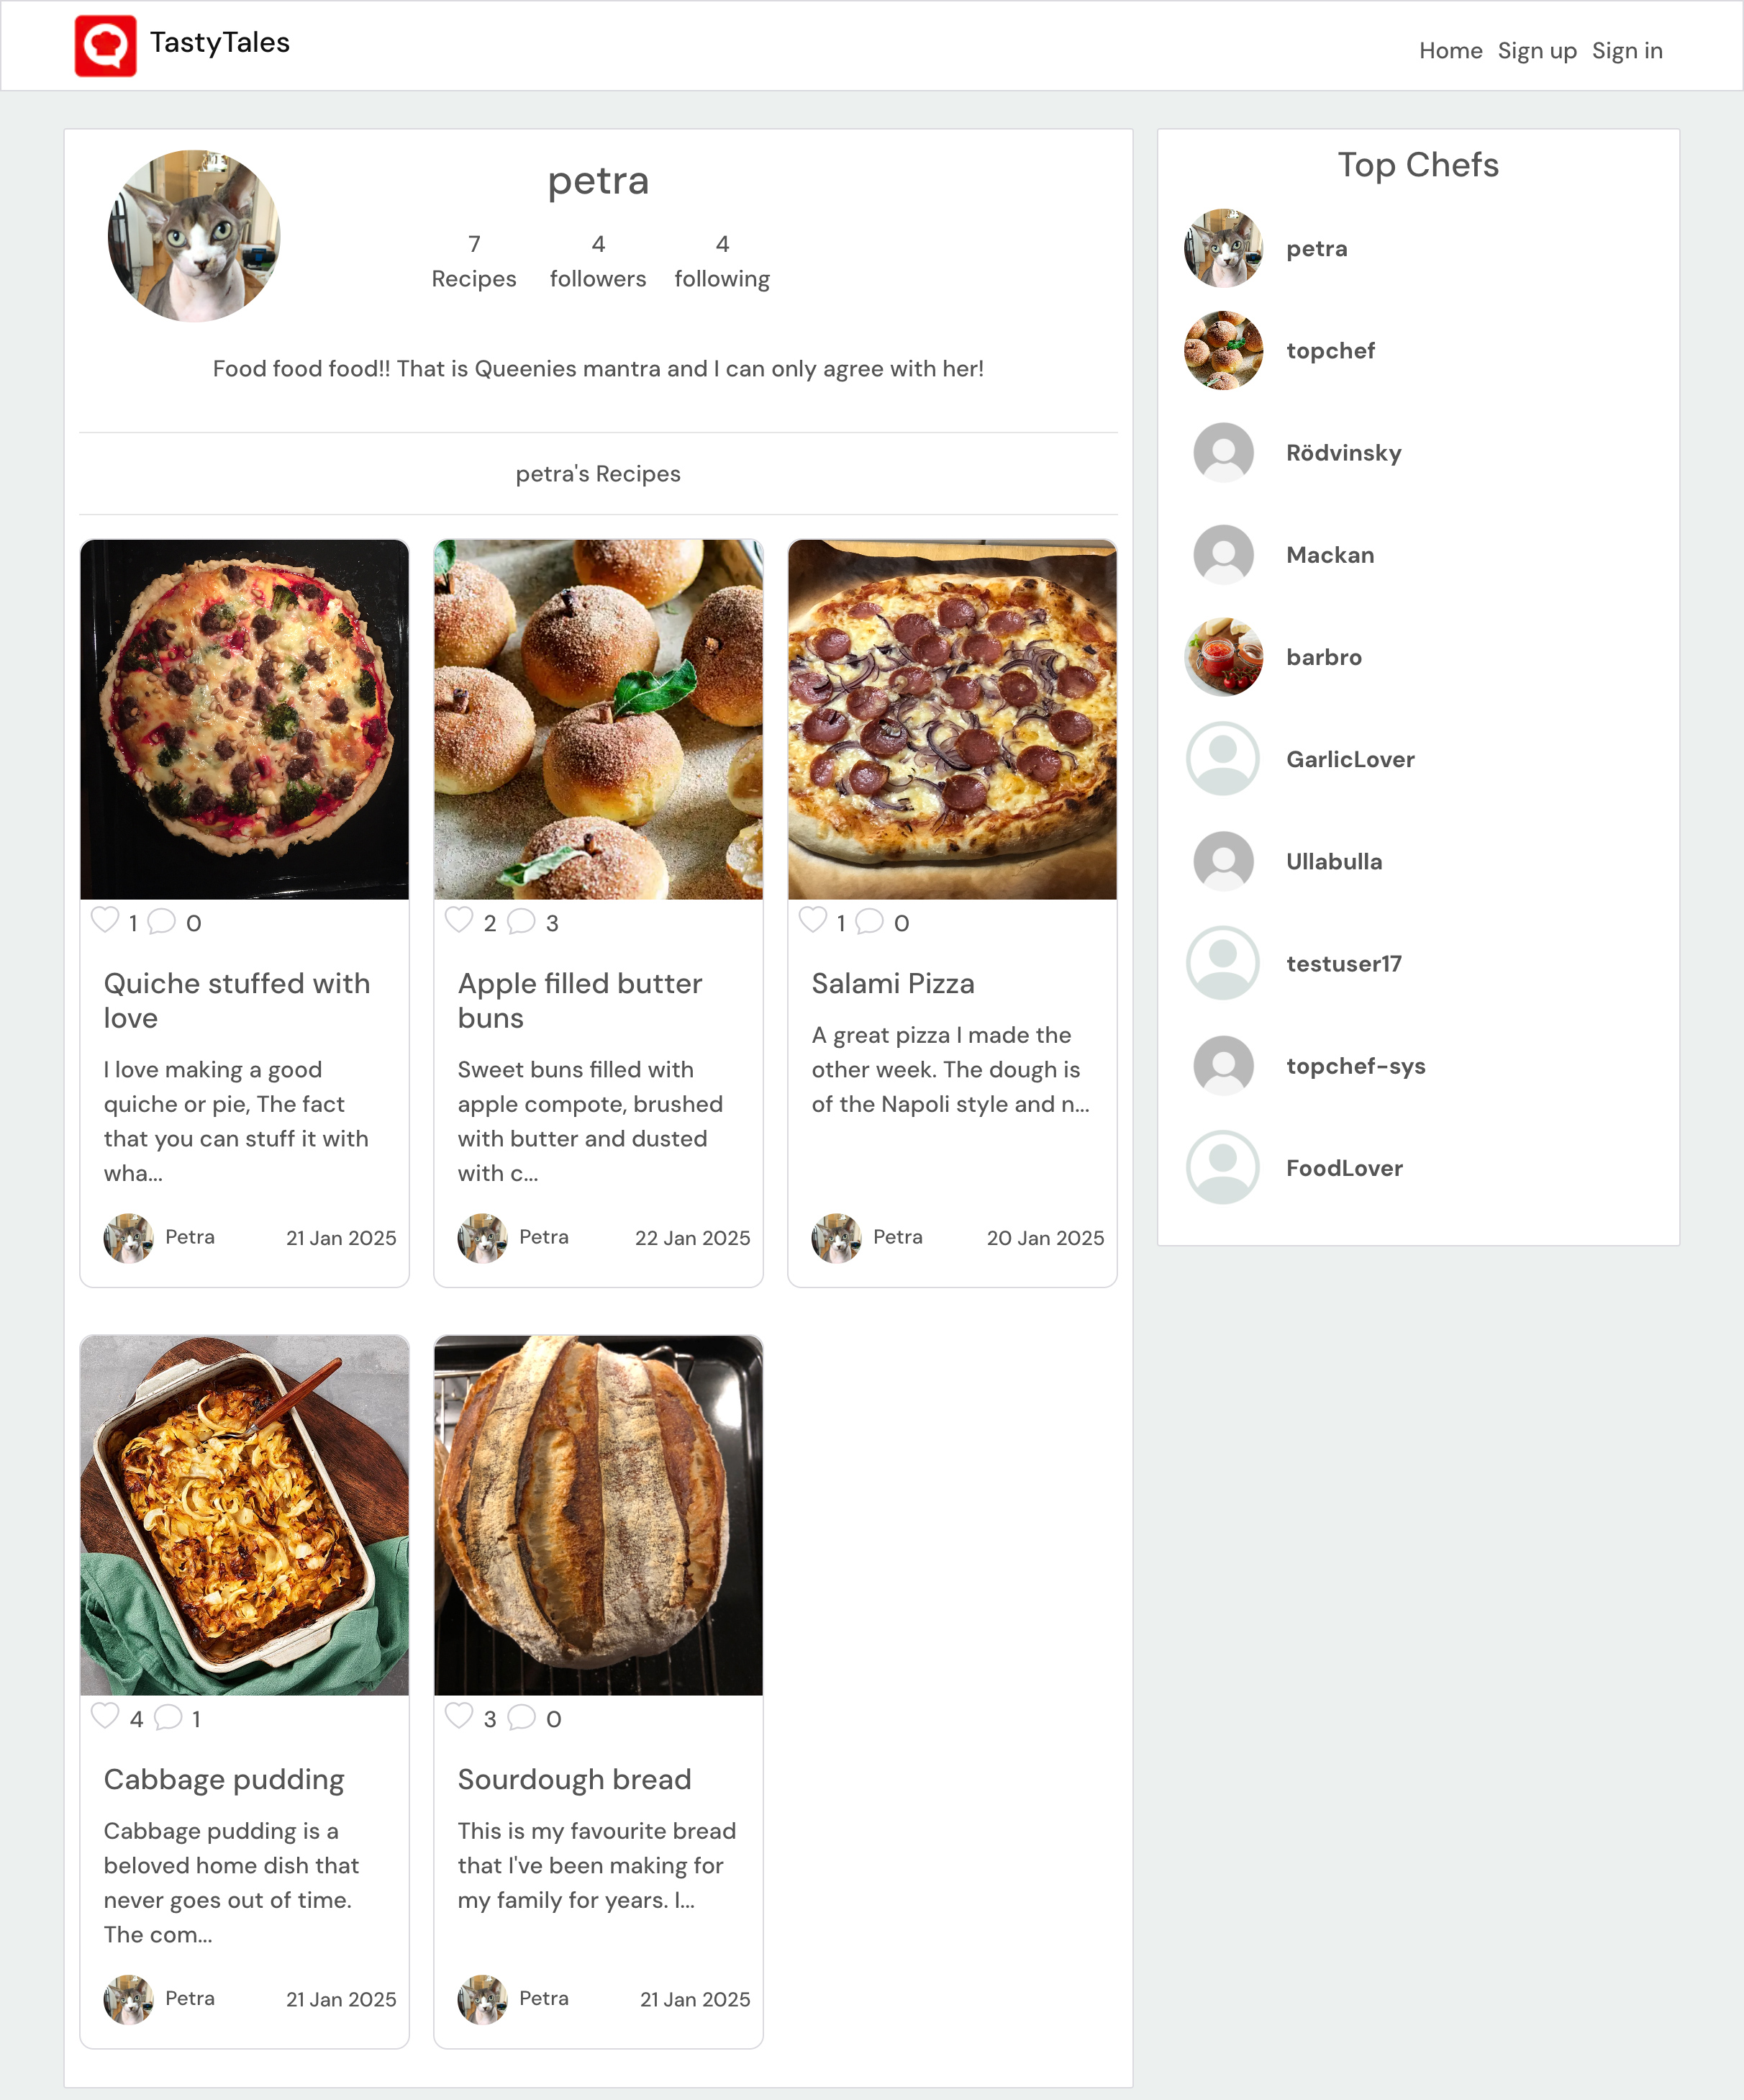 TastyTales
Home Sign up Sign in
petra
7 4 4
Recipes followers following
Food food food!! That is Queenies mantra and I can only agree with her!
petra's Recipes
1 0
Quiche stuffed with
love
I love making a good
quiche or pie, The fact
that you can stuff it with
wha...
Petra 21 Jan 2025
2 3
Apple filled butter
buns
Sweet buns filled with
apple compote, brushed
with butter and dusted
with c...
Petra 22 Jan 2025
1 0
Salami Pizza
A great pizza I made the
other week. The dough is
of the Napoli style and n...
Petra 20 Jan 2025
4 1
Cabbage pudding
Cabbage pudding is a
beloved home dish that
never goes out of time.
The com...
Petra 21 Jan 2025
3 0
Sourdough bread
This is my favourite bread
that I've been making for
my family for years. I...
Petra 21 Jan 2025
Top Chefs
petra
topchef
Rödvinsky
Mackan
barbro
GarlicLover
Ullabulla
testuser17
topchef-sys
FoodLover